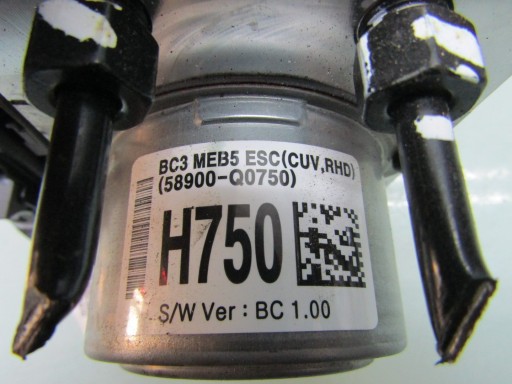 BC3 MEB5 ESC(CUV,RHD)
(58900-Q0750)
H750
S/W Ver : BC 1.00